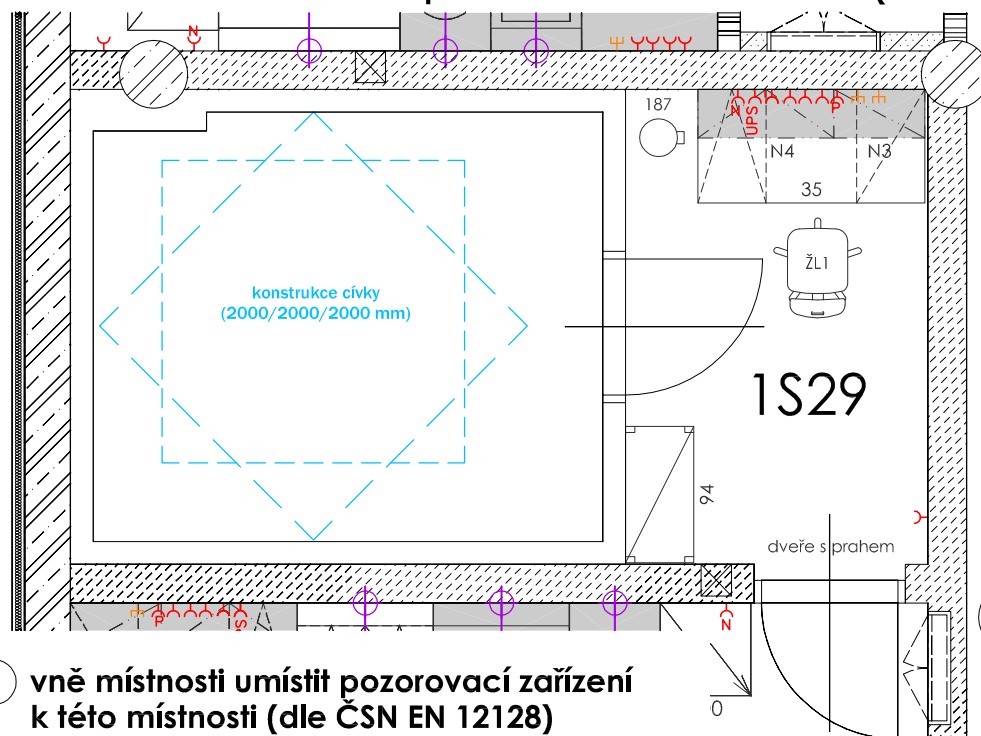 N
187
N
UPS
P
N4
N3
35
ŽL1
konstrukce cívky
(2000/2000/2000 mm)
1S29
94
dveře s prahem
P
N
vně místnosti umístit pozorovací zařízení
k této místnosti (dle ČSN EN 12128)
0